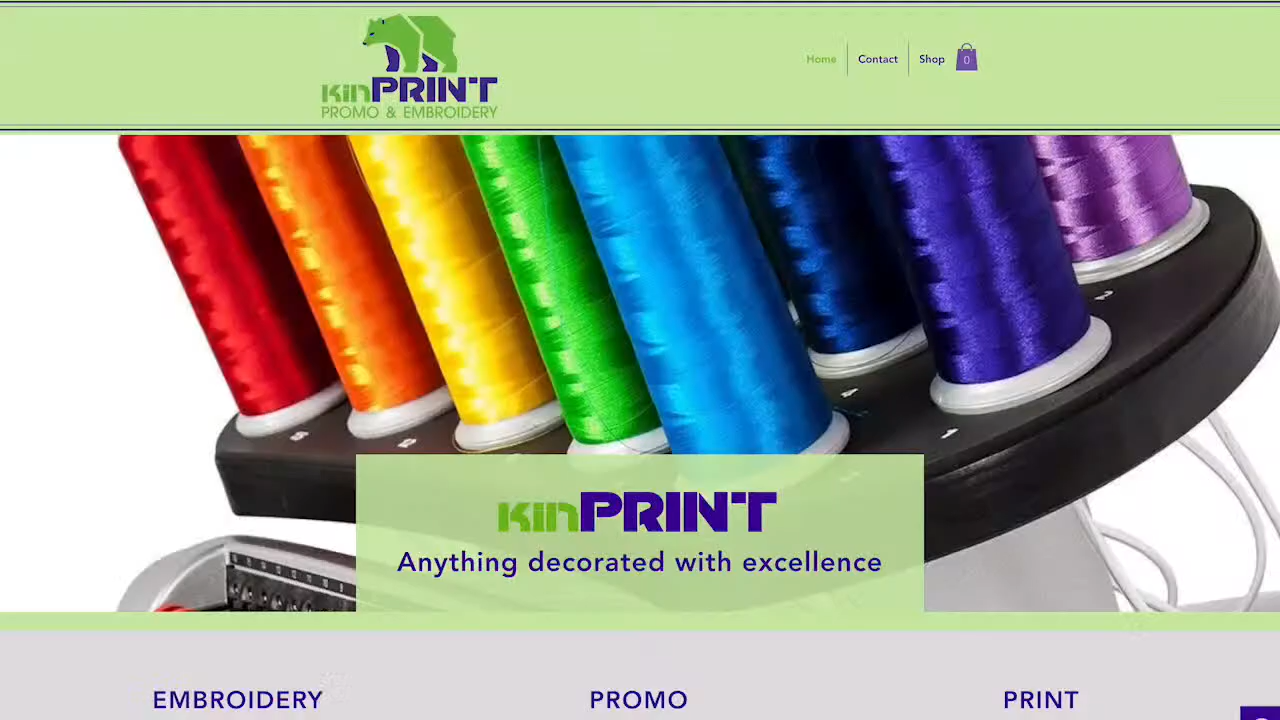 kinPRINT
PROMO & EMBROIDERY
Home
Contact
Shop
0
kinPRINT
Anything decorated with excellence
EMBROIDERY
PROMO
PRINT